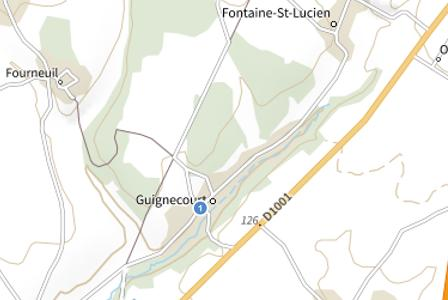 Fontaine-St-Lucien
O
Fourneuil
Guignecourt
1
126
D1001